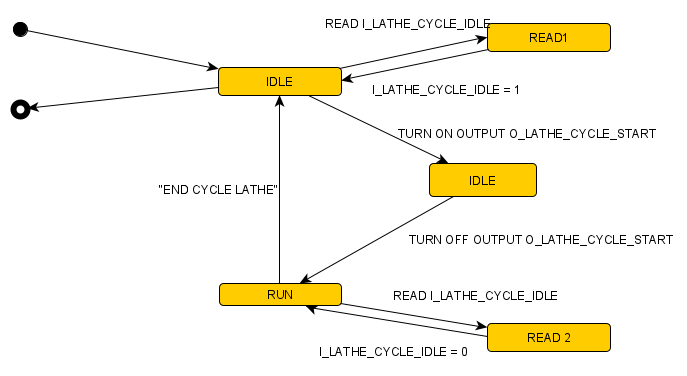 READ I_LATHE_CYCLE_IDLE
READ1
IDLE
I_LATHE_CYCLE_IDLE = 1
TURN ON OUTPUT O_LATHE_CYCLE_START
IDLE
"END CYCLE LATHE"
TURN OFF OUTPUT O_LATHE_CYCLE_START
RUN
READ I_LATHE_CYCLE_IDLE
READ 2
I_LATHE_CYCLE_IDLE = 0